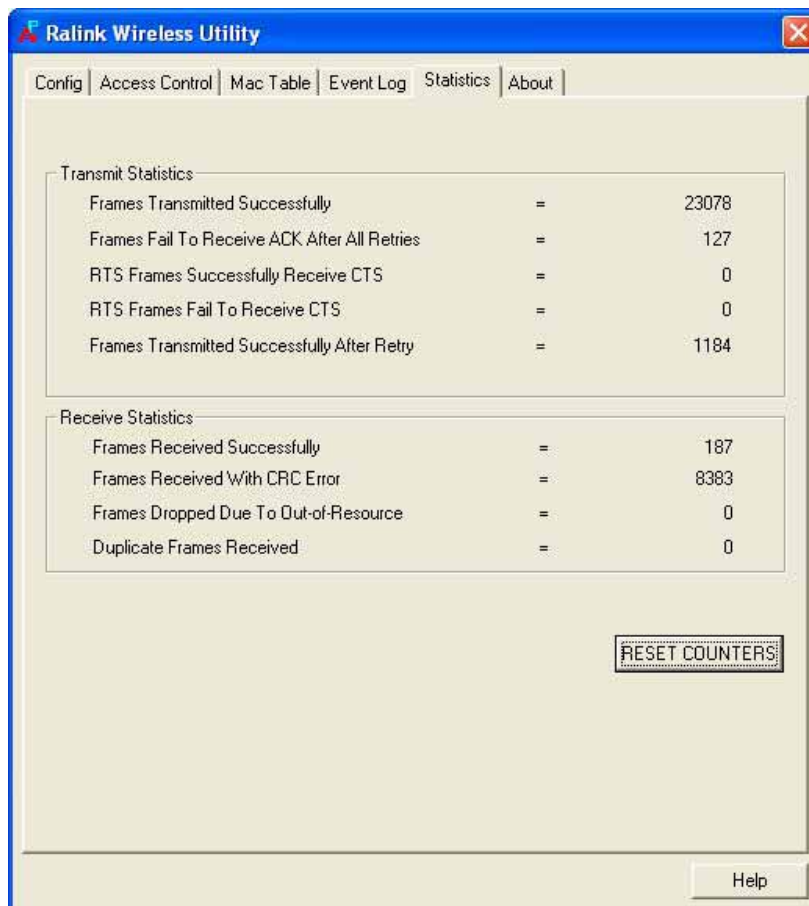 Ralink Wireless Utility
Config Access Control Mac Table Event Log Statistics About
Transmit Statistics
Frames Transmitted Successfully = 23078
Frames Fail To Receive ACK After All Retries = 127
RTS Frames Successfully Receive CTS = 0
RTS Frames Fail To Receive CTS = 0
Frames Transmitted Successfully After Retry = 1184
Receive Statistics
Frames Received Successfully = 187
Frames Received With CRC Error = 8383
Frames Dropped Due To Out-of-Resource = 0
Duplicate Frames Received = 0
RESET COUNTERS
Help